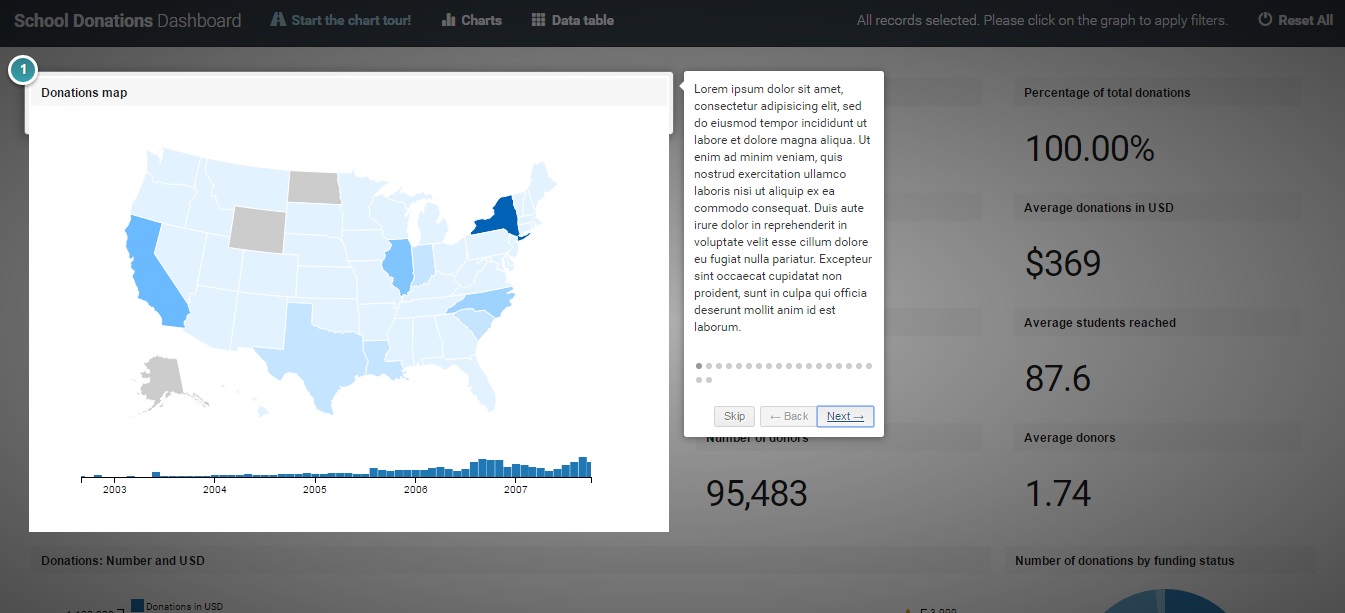 School Donations Dashboard
Start the chart tour!
Charts
Data table
All records selected. Please click on the graph to apply filters.
Reset All
1
Donations map
Lorem ipsum dolor sit amet,
consectetur adipisicing elit, sed
do eiusmod tempor incididunt ut
labore et dolore magna aliqua. Ut
enim ad minim veniam, quis
nostrud exercitation ullamco
laboris nisi ut aliquip ex ea
commodo consequat. Duis aute
irure dolor in reprehenderit in
voluptate velit esse cillum dolore
eu fugiat nulla pariatur. Excepteur
sint occaecat cupidatat non
proident, sunt in culpa qui officia
deserunt mollit anim id est
laborum.
Skip
← Back
Next →
2003 2004 2005 2006 2007
Number of donors
95,483
Percentage of total donations
100.00%
Average donations in USD
$369
Average students reached
87.6
Average donors
1.74
Donations: Number and USD
Donations in USD
Number of donations by funding status